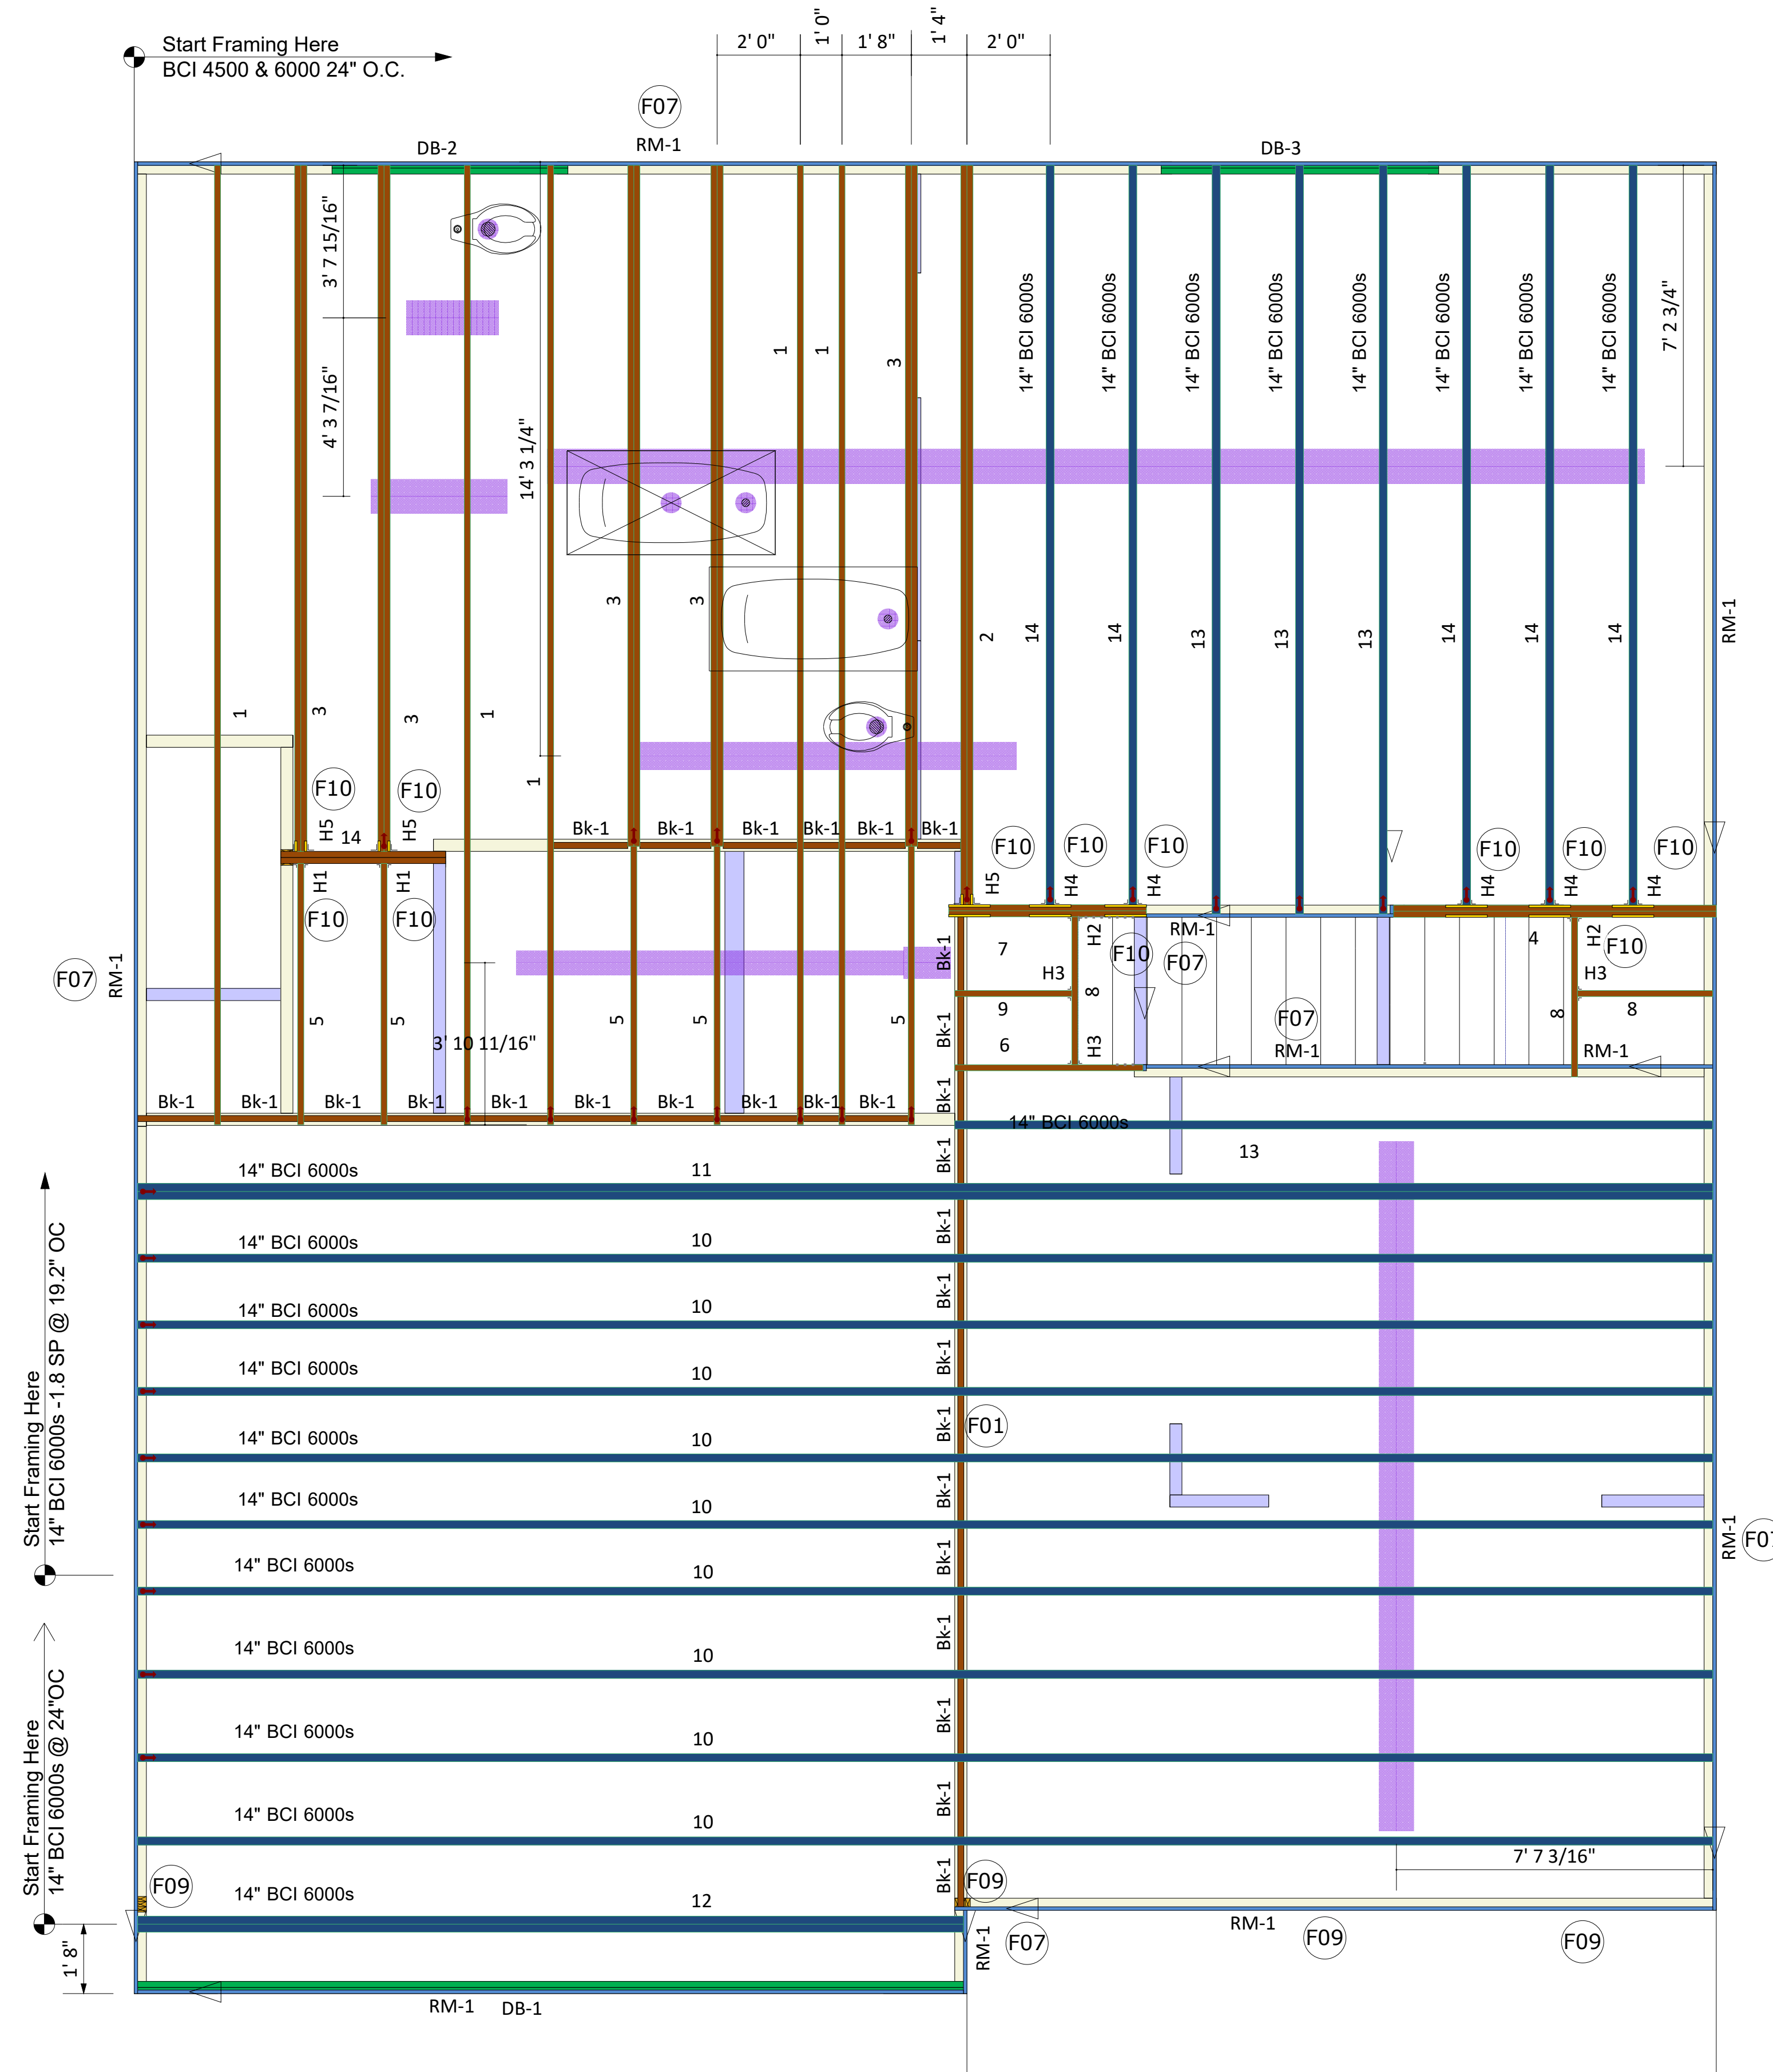 Start Framing Here
BCI 4500 & 6000 24" O.C.
2' 0"
1' 0"
1' 8"
1' 4"
2' 0"
F07
DB-2
RM-1
DB-3
3' 7 15/16"
4' 3 7/16"
14' 3 1/4"
7' 2 3/4"
14" BCI 6000s
14" BCI 6000s
14" BCI 6000s
14" BCI 6000s
14" BCI 6000s
14" BCI 6000s
14" BCI 6000s
14" BCI 6000s
1
1
3
3
3
2
14
14
13
13
13
14
14
14
RM-1
1
3
3
1
1
F10
F10
H5
14
H5
Bk-1
Bk-1
Bk-1
Bk-1
Bk-1
Bk-1
F10
F10
F10
F10
F10
F10
H5
H4
H4
H4
H4
H4
H1
H1
F10
F10
F07
RM-1
5
5
5
5
5
3' 10 11/16"
Bk-1
7
H2
F10
RM-1
F07
4
H2
F10
H3
8
H3
Bk-1
9
6
H3
F07
RM-1
8
8
RM-1
Bk-1
Bk-1
Bk-1
Bk-1
Bk-1
Bk-1
Bk-1
Bk-1
Bk-1
Bk-1
Bk-1
14" BCI 6000s
13
Bk-1
14" BCI 6000s
11
Bk-1
14" BCI 6000s
10
Bk-1
14" BCI 6000s
10
Bk-1
14" BCI 6000s
10
Bk-1
F01
14" BCI 6000s
10
Bk-1
14" BCI 6000s
10
Bk-1
14" BCI 6000s
10
Bk-1
14" BCI 6000s
10
Bk-1
14" BCI 6000s
10
Bk-1
14" BCI 6000s
10
Bk-1
14" BCI 6000s
12
Start Framing Here
14" BCI 6000s -1.8 SP @ 19.2" OC
Start Framing Here
14" BCI 6000s @ 24"OC
1' 8"
RM-1
7' 7 3/16"
F09
F09
RM-1
F07
RM-1
F09
F09
RM-1
DB-1